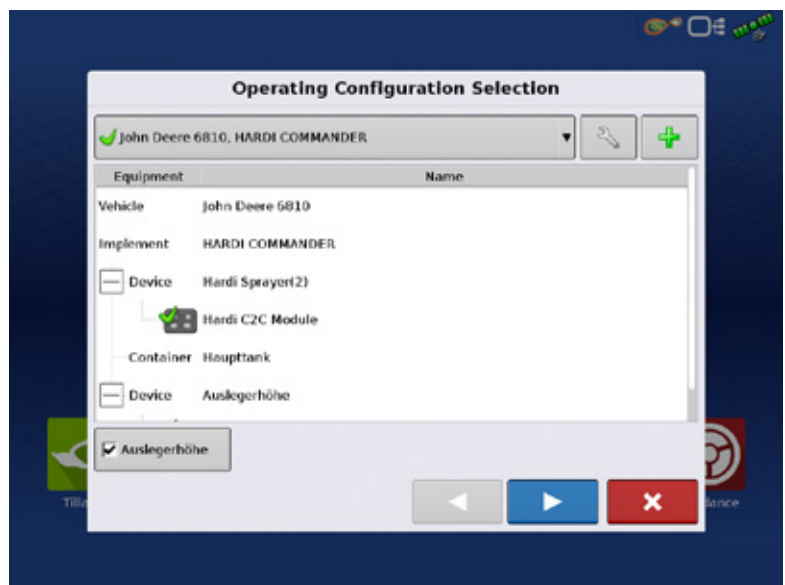 Operating Configuration Selection
John Deere 6810, HARDI COMMANDER
Equipment Name
Vehicle John Deere 6810
Implement HARDI COMMANDER
Device Hardi Sprayer(2)
Hardi C2C Module
Container Haupttank
Device Auslegerhöhe
Auslegerhöhe